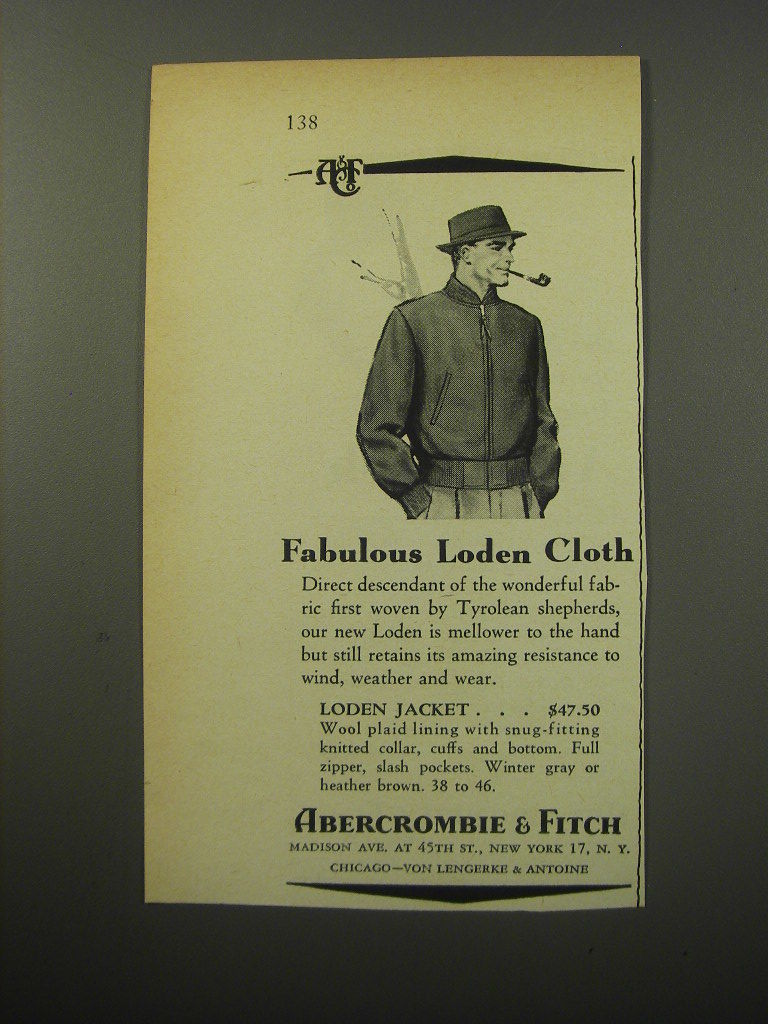 138
A&F Co
Fabulous Loden Cloth
Direct descendant of the wonderful fab-
ric first woven by Tyrolean shepherds,
our new Loden is mellower to the hand
but still retains its amazing resistance to
wind, weather and wear.
LODEN JACKET . . . $47.50
Wool plaid lining with snug-fitting
knitted collar, cuffs and bottom. Full
zipper, slash pockets. Winter gray or
heather brown. 38 to 46.
ABERCROMBIE & FITCH
MADISON AVE. AT 45TH ST., NEW YORK 17, N. Y.
CHICAGO—VON LENGERKE & ANTOINE